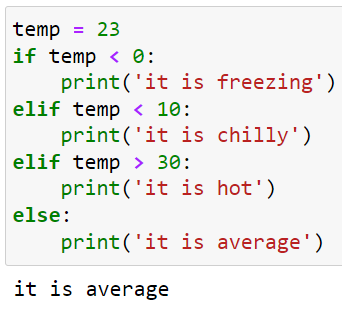 temp = 23
if temp < 0:
    print('it is freezing')
elif temp < 10:
    print('it is chilly')
elif temp > 30:
    print('it is hot')
else:
    print('it is average')
it is average